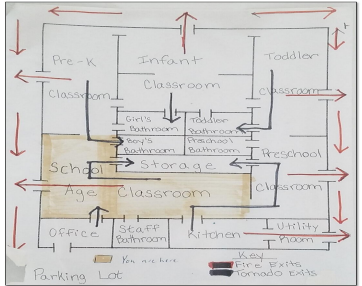 Pre-K
Classroom
Infant
Classroom
Toddler
Classroom
Girl's
Bathroom
Toddler
Bathroom
Boy's
Bathroom
Preschool
Bathroom
Storage
Preschool
Classroom
School
Age Classroom
Office
Staff
Bathroom
Kitchen
Utility
Room
You are here
Key
Fire Exits
Tornado Exits
Parking Lot